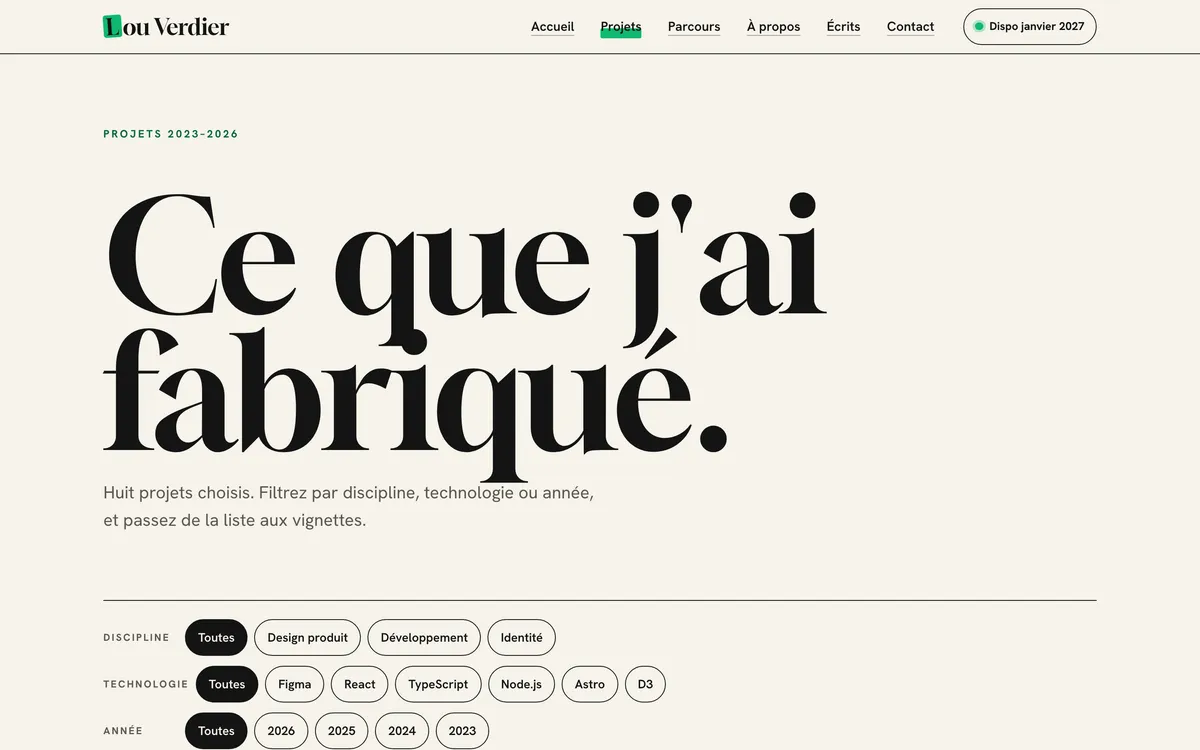 Lou Verdier
Accueil Projets Parcours À propos Écrits Contact Dispo janvier 2027
PROJETS 2023–2026
Ce que j'ai
fabriqué.
Huit projets choisis. Filtrez par discipline, technologie ou année,
et passez de la liste aux vignettes.
DISCIPLINE Toutes Design produit Développement Identité
TECHNOLOGIE Toutes Figma React TypeScript Node.js Astro D3
ANNÉE Toutes 2026 2025 2024 2023